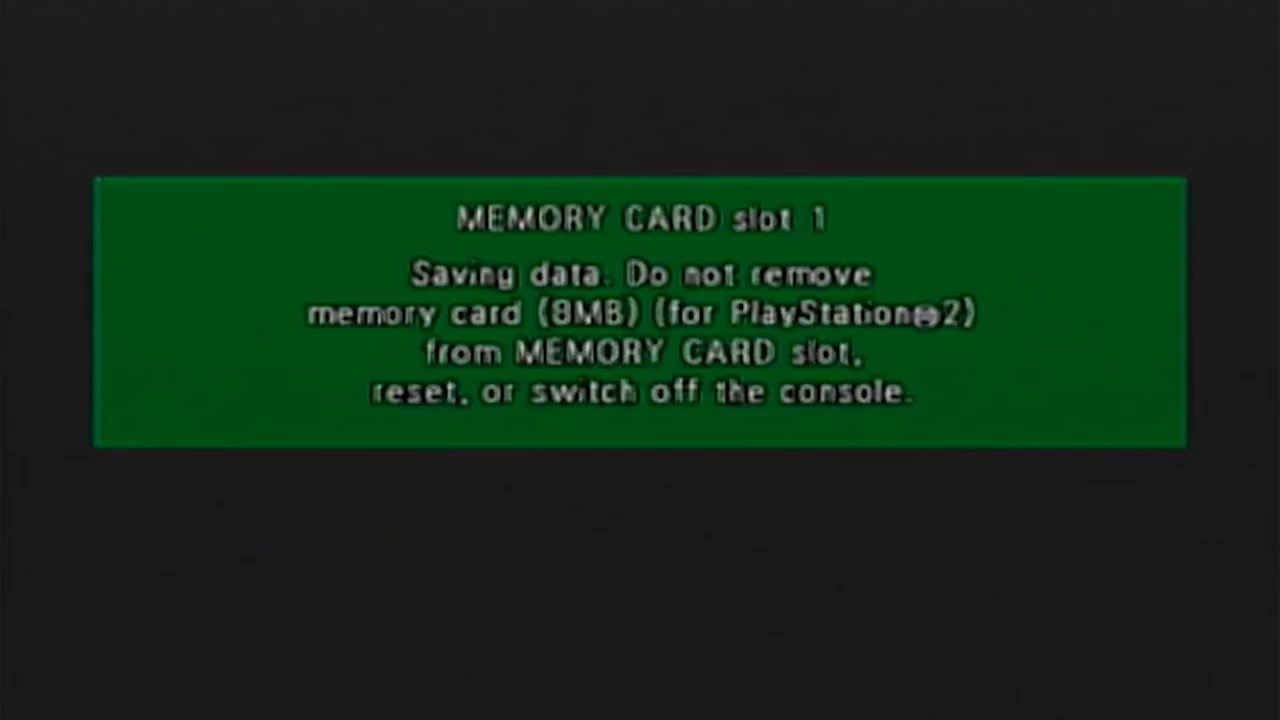 MEMORY CARD slot 1
Saving data. Do not remove
memory card (8MB) (for PlayStation®2)
from MEMORY CARD slot,
reset, or switch off the console.